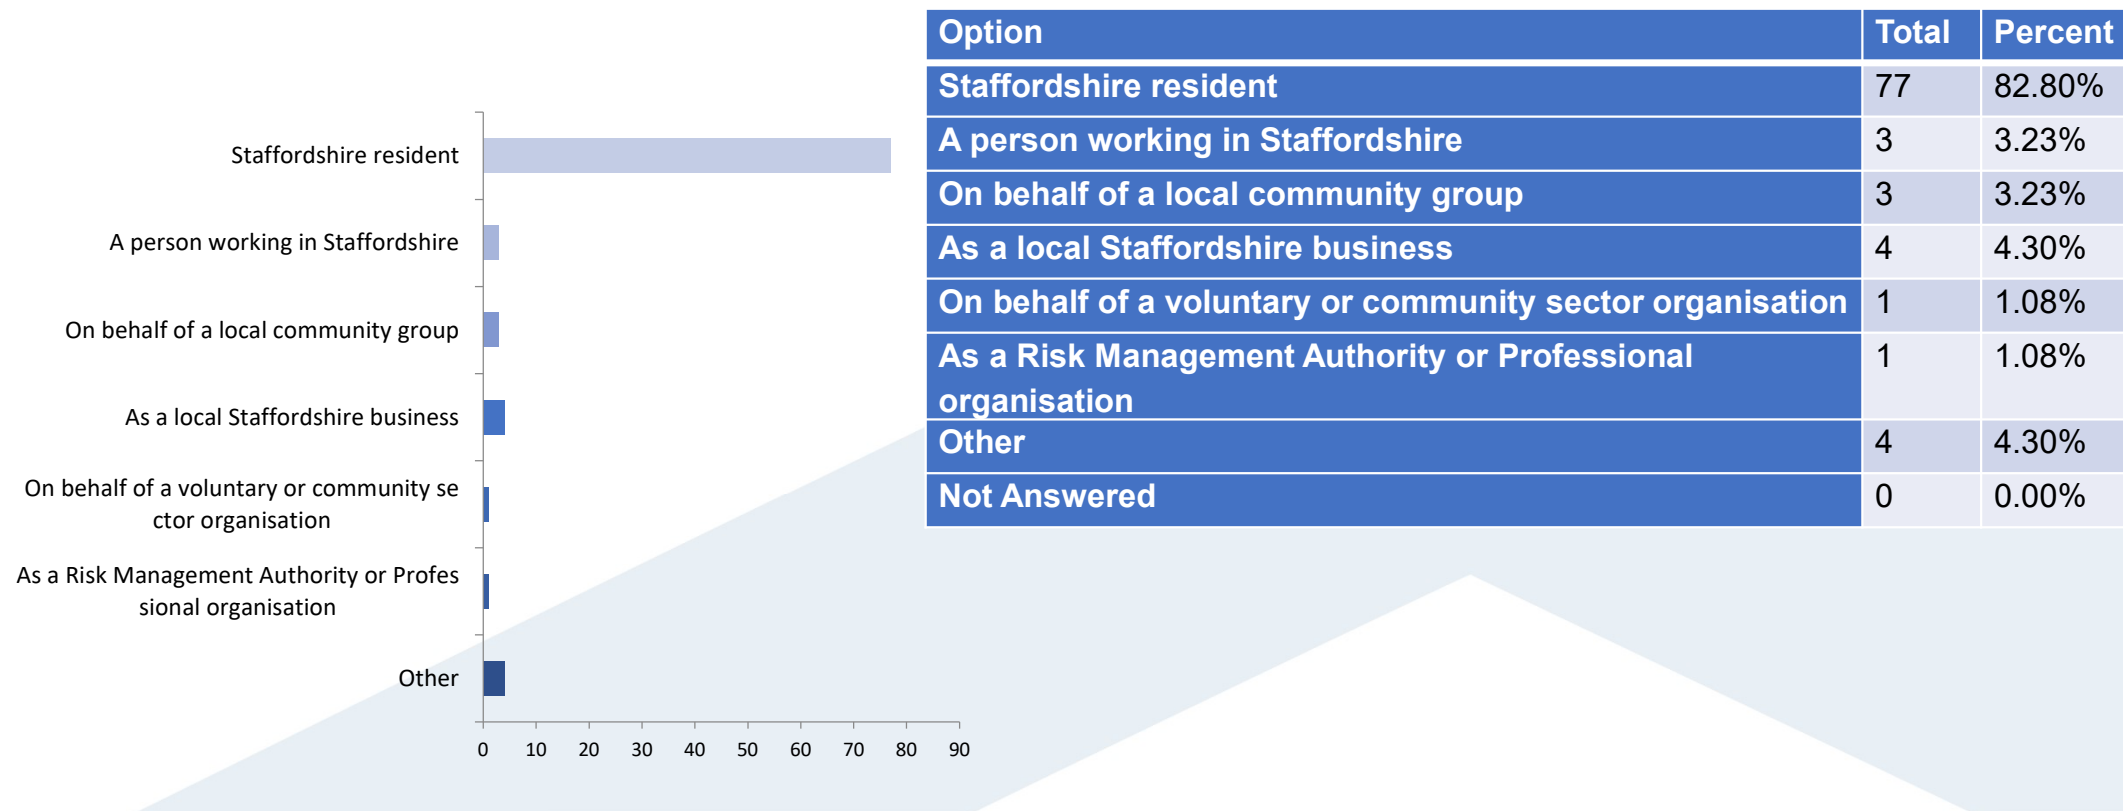 Staffordshire resident
A person working in Staffordshire
On behalf of a local community group
As a local Staffordshire business
On behalf of a voluntary or community se
ctor organisation
As a Risk Management Authority or Profes
sional organisation
Other
0 10 20 30 40 50 60 70 80 90
Option Total Percent
Staffordshire resident 77 82.80%
A person working in Staffordshire 3 3.23%
On behalf of a local community group 3 3.23%
As a local Staffordshire business 4 4.30%
On behalf of a voluntary or community sector organisation 1 1.08%
As a Risk Management Authority or Professional 1 1.08%
organisation
Other 4 4.30%
Not Answered 0 0.00%